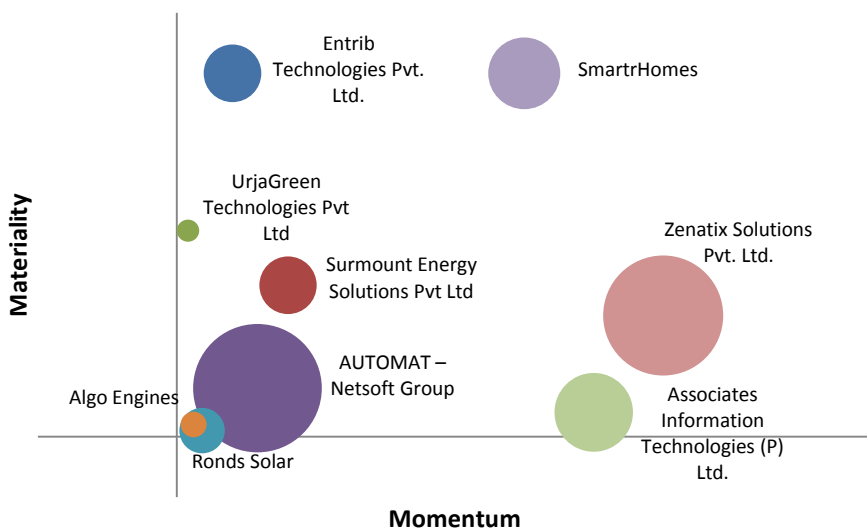 Entrib
Technologies Pvt.
Ltd.
SmartrHomes
UrjaGreen
Technologies Pvt
Ltd
Zenatix Solutions
Pvt. Ltd.
Surmount Energy
Solutions Pvt Ltd
Materiality
AUTOMAT –
Netsoft Group
Algo Engines
Associates
Information
Technologies (P)
Ltd.
Ronds Solar
Momentum